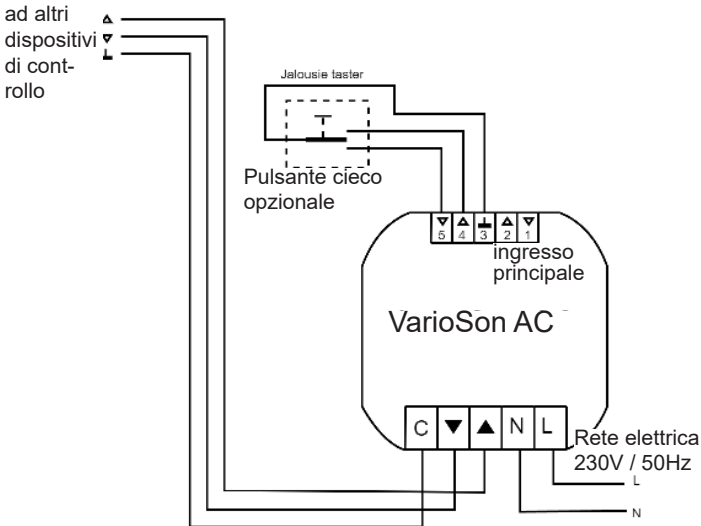 ad altri
dispositivi
di cont-
rollo
Jalousie taster
Pulsante cieco
opzionale
5 4 3 2 1
ingresso
principale
VarioSon AC
C ▼ ▲ N L
Rete elettrica
230V / 50Hz
L
N